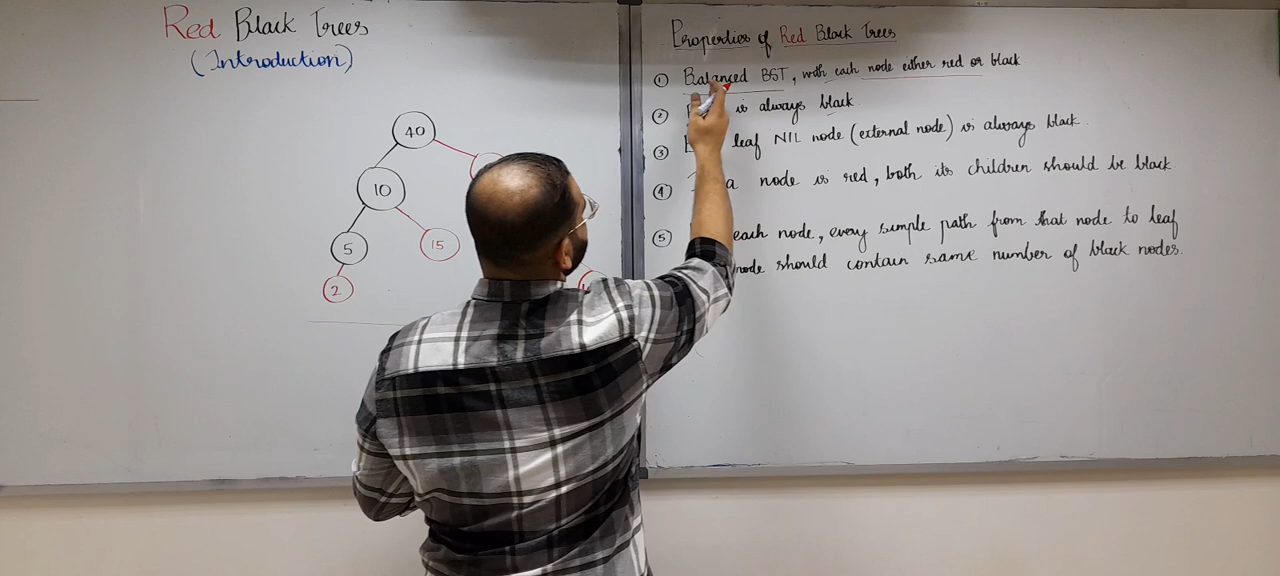 Red Black Trees
(Introduction)
40
10
5
15
2
Properties of Red Black Trees
① Balanced BST, with each node either red or black
② is always black
③ leaf NIL node (external node) is always black.
④ a node is red, both its children should be black
⑤ each node, every simple path from that node to leaf
node should contain same number of black nodes.